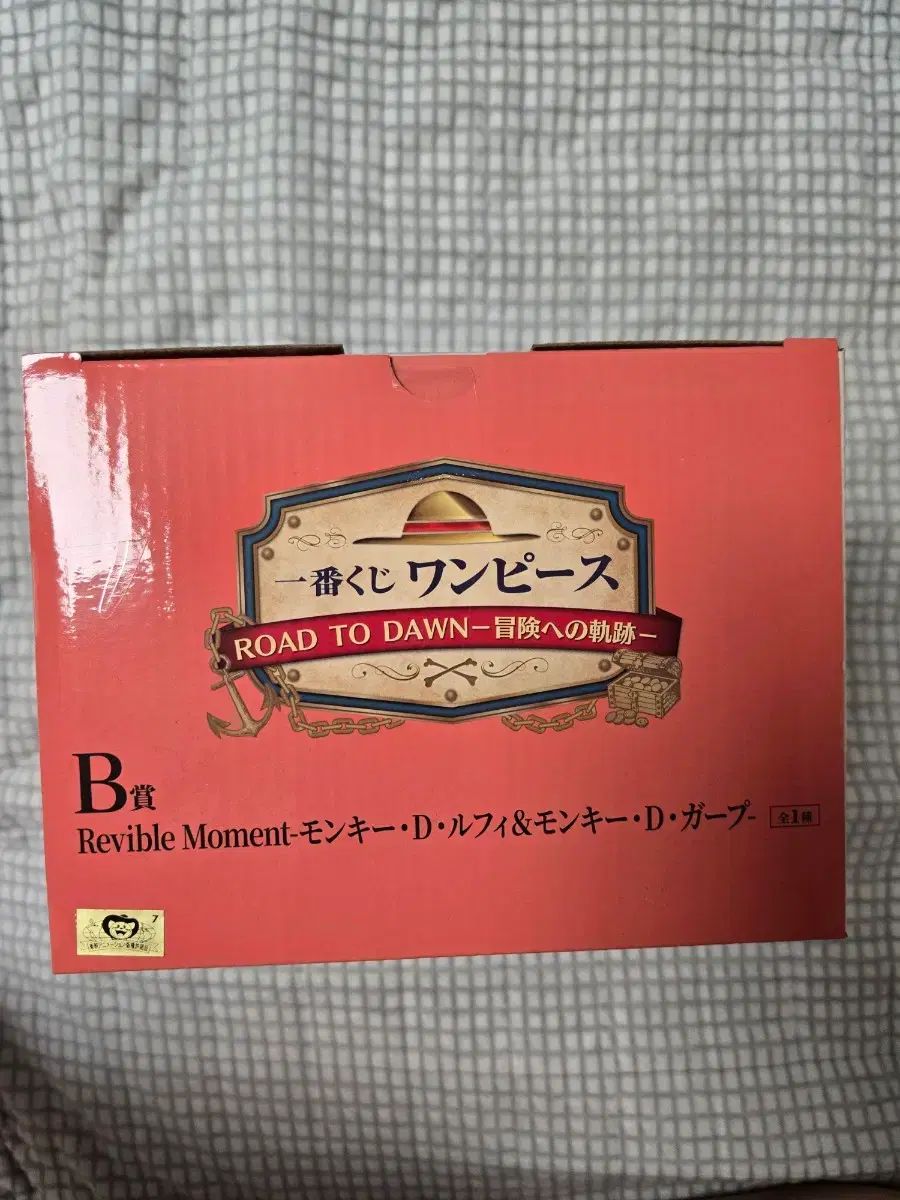 一番くじ ワンピース
ROAD TO DAWN－冒険への軌跡－
B賞
Revible Moment-モンキー・D・ルフィ&モンキー・D・ガープ-
全1種
7